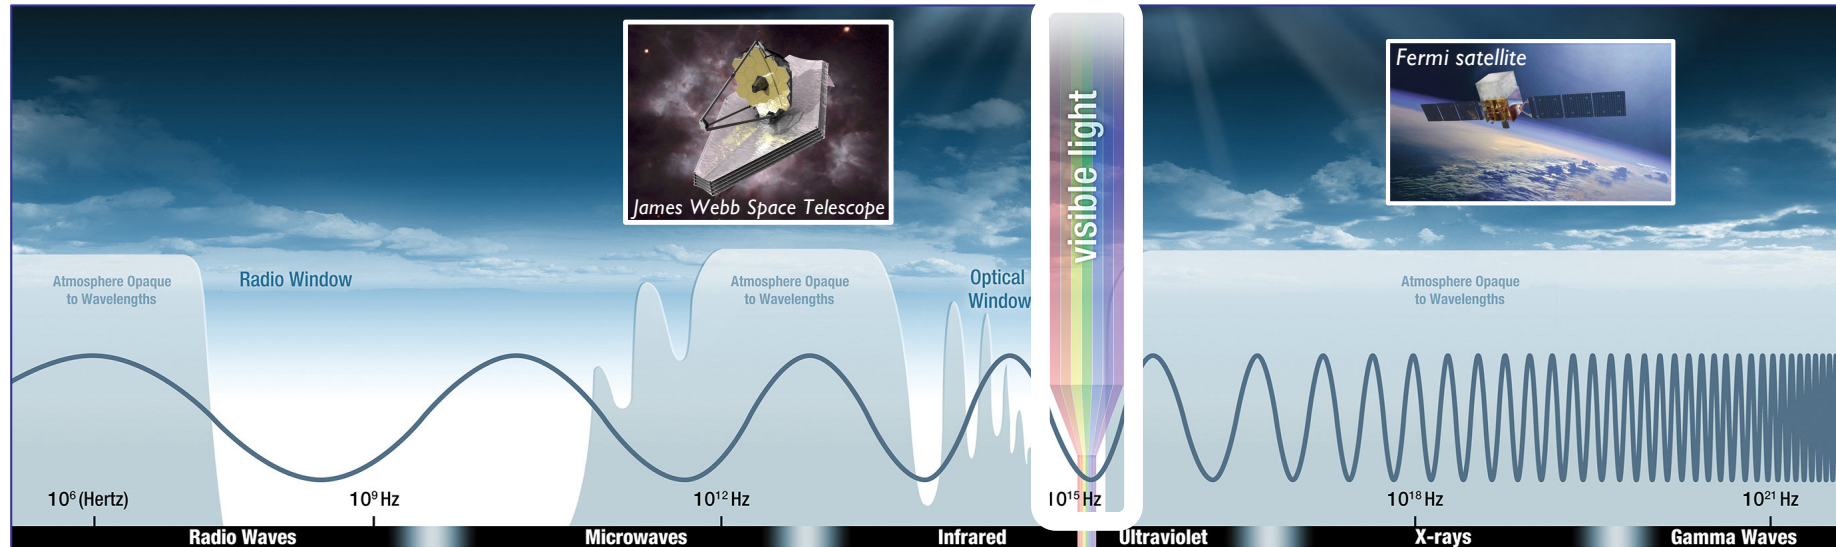 James Webb Space Telescope
Fermi satellite
visible light
Atmosphere Opaque
to Wavelengths
Radio Window
Atmosphere Opaque
to Wavelengths
Optical
Window
Atmosphere Opaque
to Wavelengths
10⁶ (Hertz)
10⁹ Hz
10¹² Hz
10¹⁵ Hz
10¹⁸ Hz
10²¹ Hz
Radio Waves
Microwaves
Infrared
Ultraviolet
X-rays
Gamma Waves